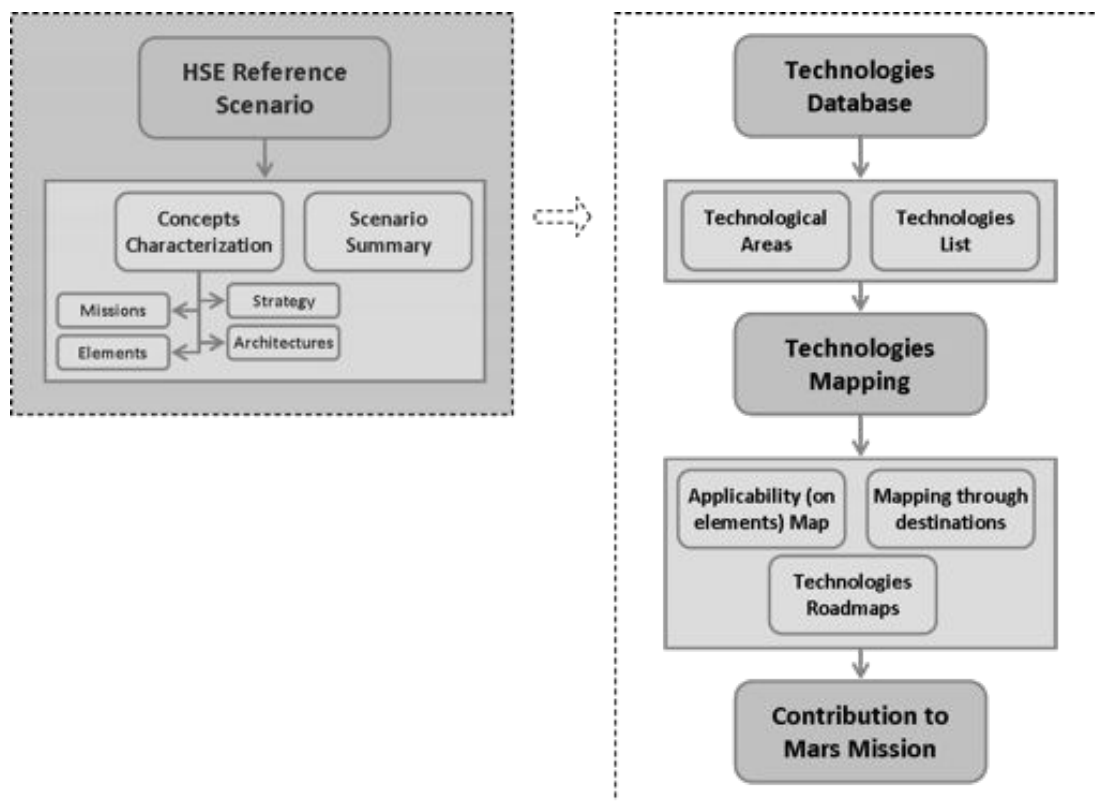 HSE Reference
Scenario
Concepts
Characterization
Scenario
Summary
Missions
Strategy
Elements
Architectures
Technologies
Database
Technological
Areas
Technologies
List
Technologies
Mapping
Applicability (on
elements) Map
Mapping through
destinations
Technologies
Roadmaps
Contribution to
Mars Mission